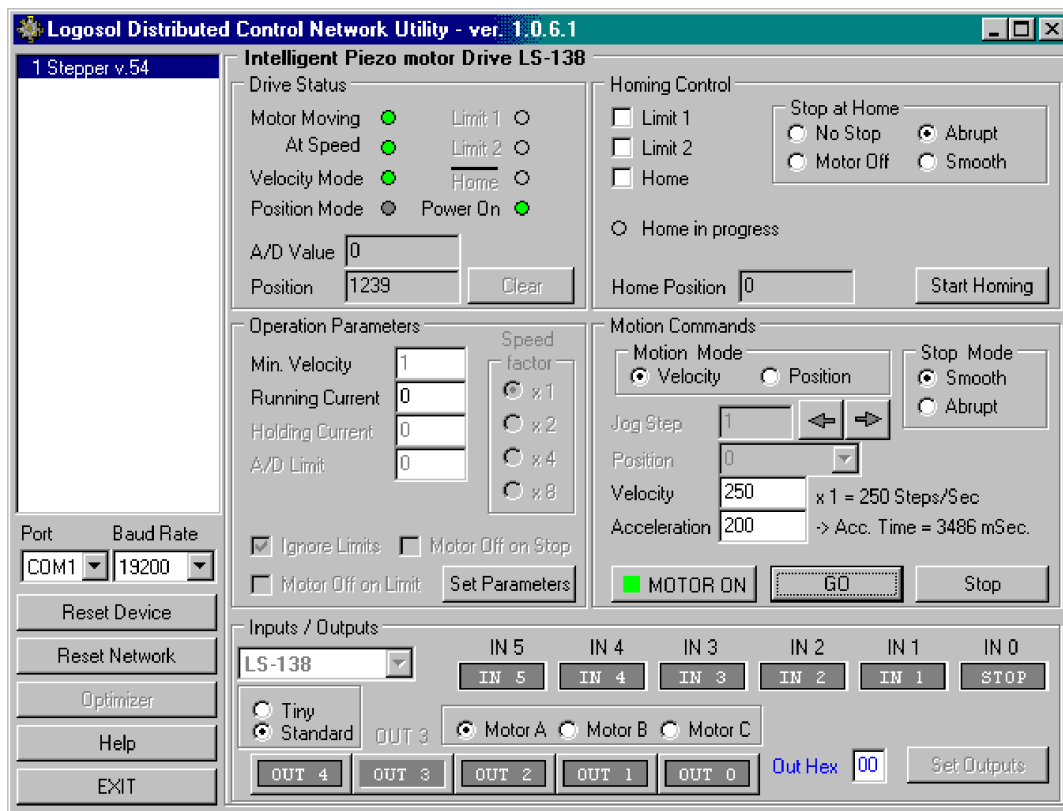 Logosol Distributed Control Network Utility - ver. 1.0.6.1
1 Stepper v.54
Port
Baud Rate
COM1
19200
Reset Device
Reset Network
Optimizer
Help
EXIT
Intelligent Piezo motor Drive LS-138
Drive Status
Motor Moving
Limit 1
At Speed
Limit 2
Velocity Mode
Home
Position Mode
Power On
A/D Value 0
Position 1239
Clear
Homing Control
Limit 1
Limit 2
Home
Stop at Home
No Stop
Abrupt
Motor Off
Smooth
Home in progress
Home Position 0
Start Homing
Operation Parameters
Min. Velocity 1
Running Current 0
Holding Current 0
A/D Limit 0
Speed
factor
x 1
x 2
x 4
x 8
Ignore Limits
Motor Off on Stop
Motor Off on Limit
Set Parameters
Motion Commands
Motion Mode
Velocity
Position
Stop Mode
Smooth
Abrupt
Jog Step 1
Position 0
Velocity 250 x 1 = 250 Steps/Sec
Acceleration 200 -> Acc. Time = 3486 mSec.
MOTOR ON
GO
Stop
Inputs / Outputs
LS-138
IN 5
IN 4
IN 3
IN 2
IN 1
IN 0
IN 5
IN 4
IN 3
IN 2
IN 1
STOP
Tiny
Standard
OUT 3
Motor A
Motor B
Motor C
OUT 4
OUT 3
OUT 2
OUT 1
OUT 0
Out Hex 00
Set Outputs